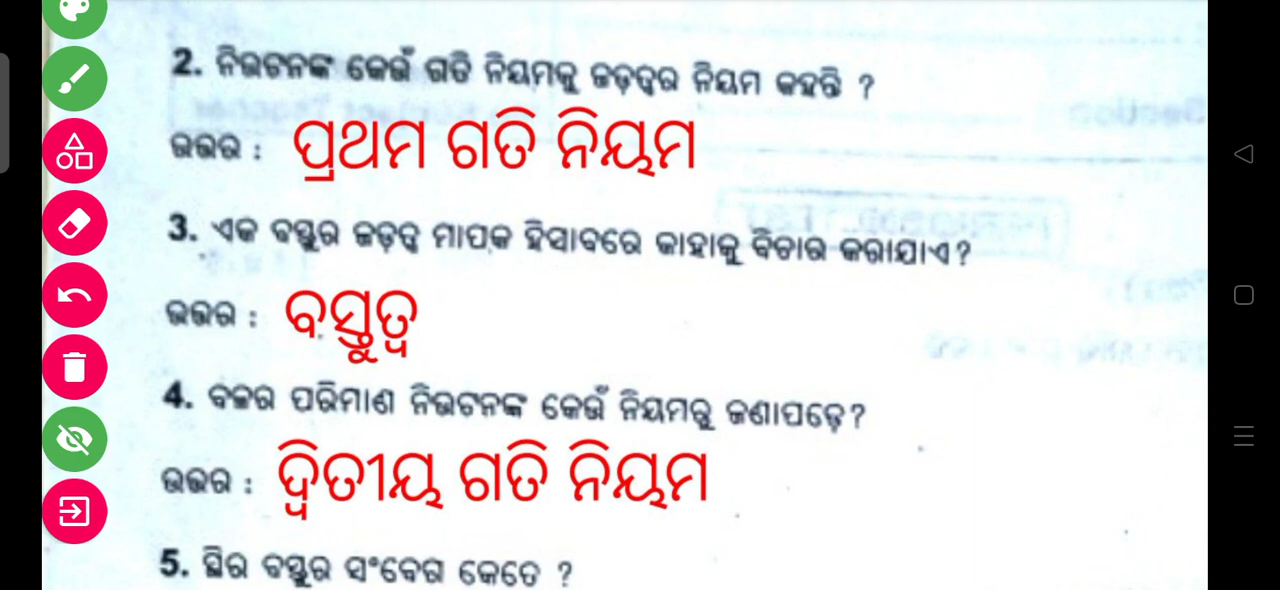 2. ନିଉଟନଙ୍କ କେଉଁ ଗତି ନିୟମକୁ ଜଡ଼ତ୍ୱର ନିୟମ କହନ୍ତି ?
ଉତ୍ତର : ପ୍ରଥମ ଗତି ନିୟମ
3. ଏକ ବସ୍ତୁର ଜଡ଼ତ୍ୱ ମାପକ ହିସାବରେ କାହାକୁ ବିଚାର କରାଯାଏ ?
ଉତ୍ତର : ବସ୍ତୁତ୍ୱ
4. ବଳର ପରିମାଣ ନିଉଟନଙ୍କ କେଉଁ ନିୟମରୁ ଜଣାପଡ଼େ ?
ଉତ୍ତର : ଦ୍ୱିତୀୟ ଗତି ନିୟମ
5. ସ୍ଥିର ବସ୍ତୁର ସଂବେଗ କେତେ ?